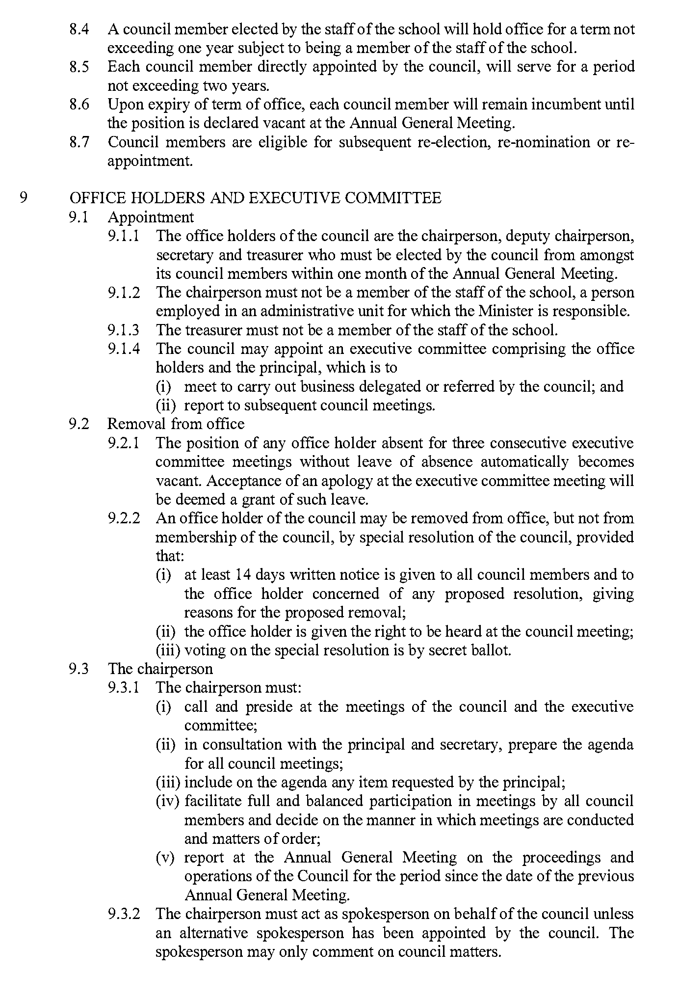 8.4 A council member elected by the staff of the school will hold office for a term not
exceeding one year subject to being a member of the staff of the school.
8.5 Each council member directly appointed by the council, will serve for a period
not exceeding two years.
8.6 Upon expiry of term of office, each council member will remain incumbent until
the position is declared vacant at the Annual General Meeting.
8.7 Council members are eligible for subsequent re-election, re-nomination or re-
appointment.
9 OFFICE HOLDERS AND EXECUTIVE COMMITTEE
9.1 Appointment
9.1.1 The office holders of the council are the chairperson, deputy chairperson,
secretary and treasurer who must be elected by the council from amongst
its council members within one month of the Annual General Meeting.
9.1.2 The chairperson must not be a member of the staff of the school, a person
employed in an administrative unit for which the Minister is responsible.
9.1.3 The treasurer must not be a member of the staff of the school.
9.1.4 The council may appoint an executive committee comprising the office
holders and the principal, which is to
(i) meet to carry out business delegated or referred by the council; and
(ii) report to subsequent council meetings.
9.2 Removal from office
9.2.1 The position of any office holder absent for three consecutive executive
committee meetings without leave of absence automatically becomes
vacant. Acceptance of an apology at the executive committee meeting will
be deemed a grant of such leave.
9.2.2 An office holder of the council may be removed from office, but not from
membership of the council, by special resolution of the council, provided
that:
(i) at least 14 days written notice is given to all council members and to
the office holder concerned of any proposed resolution, giving
reasons for the proposed removal;
(ii) the office holder is given the right to be heard at the council meeting;
(iii) voting on the special resolution is by secret ballot.
9.3 The chairperson
9.3.1 The chairperson must:
(i) call and preside at the meetings of the council and the executive
committee;
(ii) in consultation with the principal and secretary, prepare the agenda
for all council meetings;
(iii) include on the agenda any item requested by the principal;
(iv) facilitate full and balanced participation in meetings by all council
members and decide on the manner in which meetings are conducted
and matters of order;
(v) report at the Annual General Meeting on the proceedings and
operations of the Council for the period since the date of the previous
Annual General Meeting.
9.3.2 The chairperson must act as spokesperson on behalf of the council unless
an alternative spokesperson has been appointed by the council. The
spokesperson may only comment on council matters.